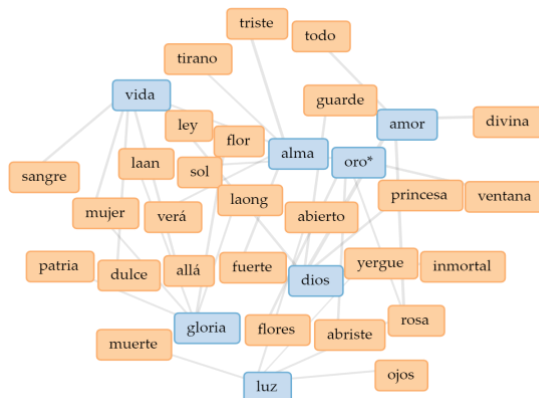 triste
todo
tirano
vida
guarde
amor
divina
ley
flor
alma
oro*
laan
sol
sangre
princesa
ventana
mujer
verá
laong
abierto
patria
dulce
allá
fuerte
dios
yergue
inmortal
gloria
flores
abriste
rosa
muerte
luz
ojos